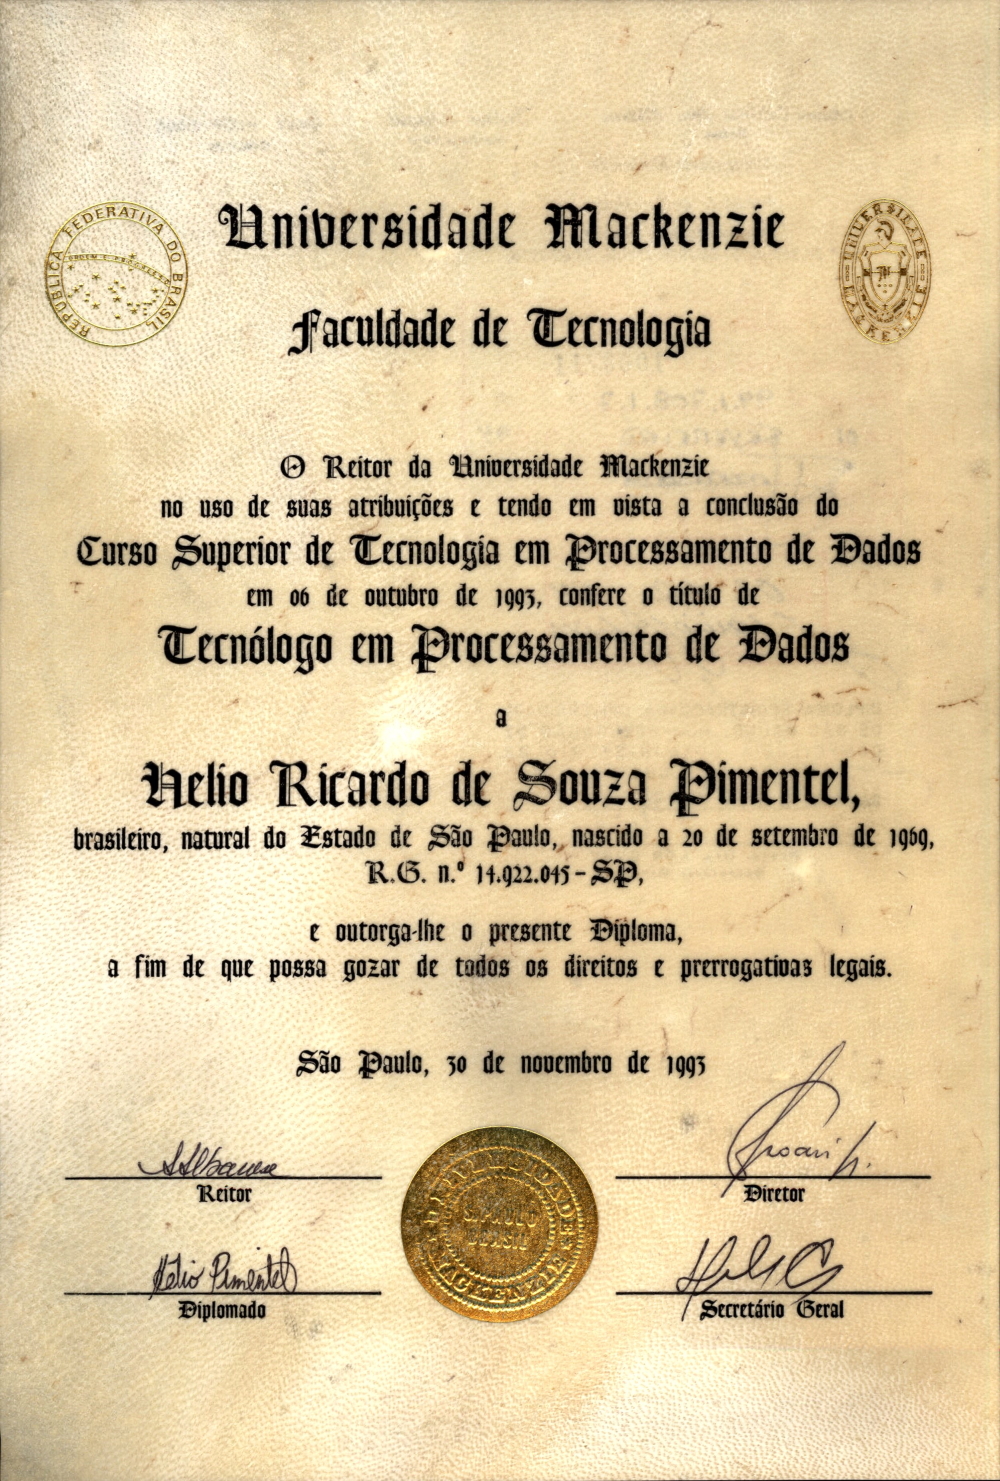 REPÚBLICA FEDERATIVA DO BRASIL
ORDEM E PROGRESSO
Universidade Mackenzie
UNIVERSIDADE MACKENZIE
Faculdade de Tecnologia
O Reitor da Universidade Mackenzie
no uso de suas atribuições e tendo em vista a conclusão do
Curso Superior de Tecnologia em Processamento de Dados
em 06 de outubro de 1993, confere o título de
Tecnólogo em Processamento de Dados
a
Helio Ricardo de Souza Pimentel,
brasileiro, natural do Estado de São Paulo, nascido a 20 de setembro de 1969,
R.G. n.º 14.922.045-SP,
e outorga-lhe o presente Diploma,
a fim de que possa gozar de todos os direitos e prerrogativas legais.
São Paulo, 30 de novembro de 1993
Reitor
Diretor
UNIVERSIDADE MACKENZIE
S. PAULO
BRASIL
Helio Pimentel
Diplomado
Secretário Geral